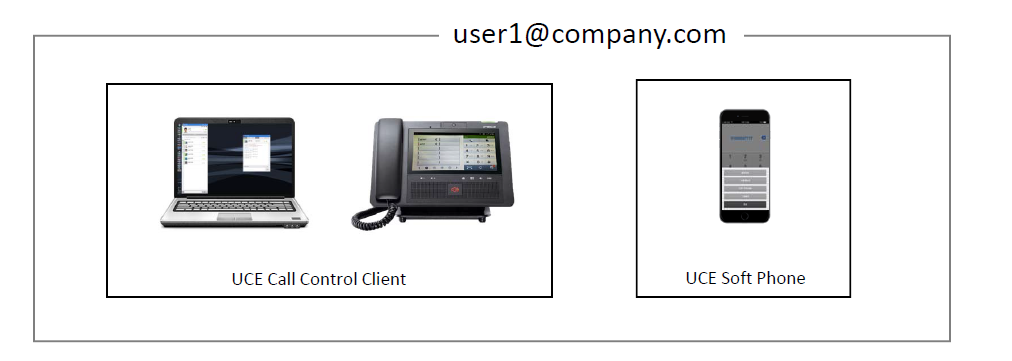 user1@company.com
UCE Call Control Client
UCE Soft Phone